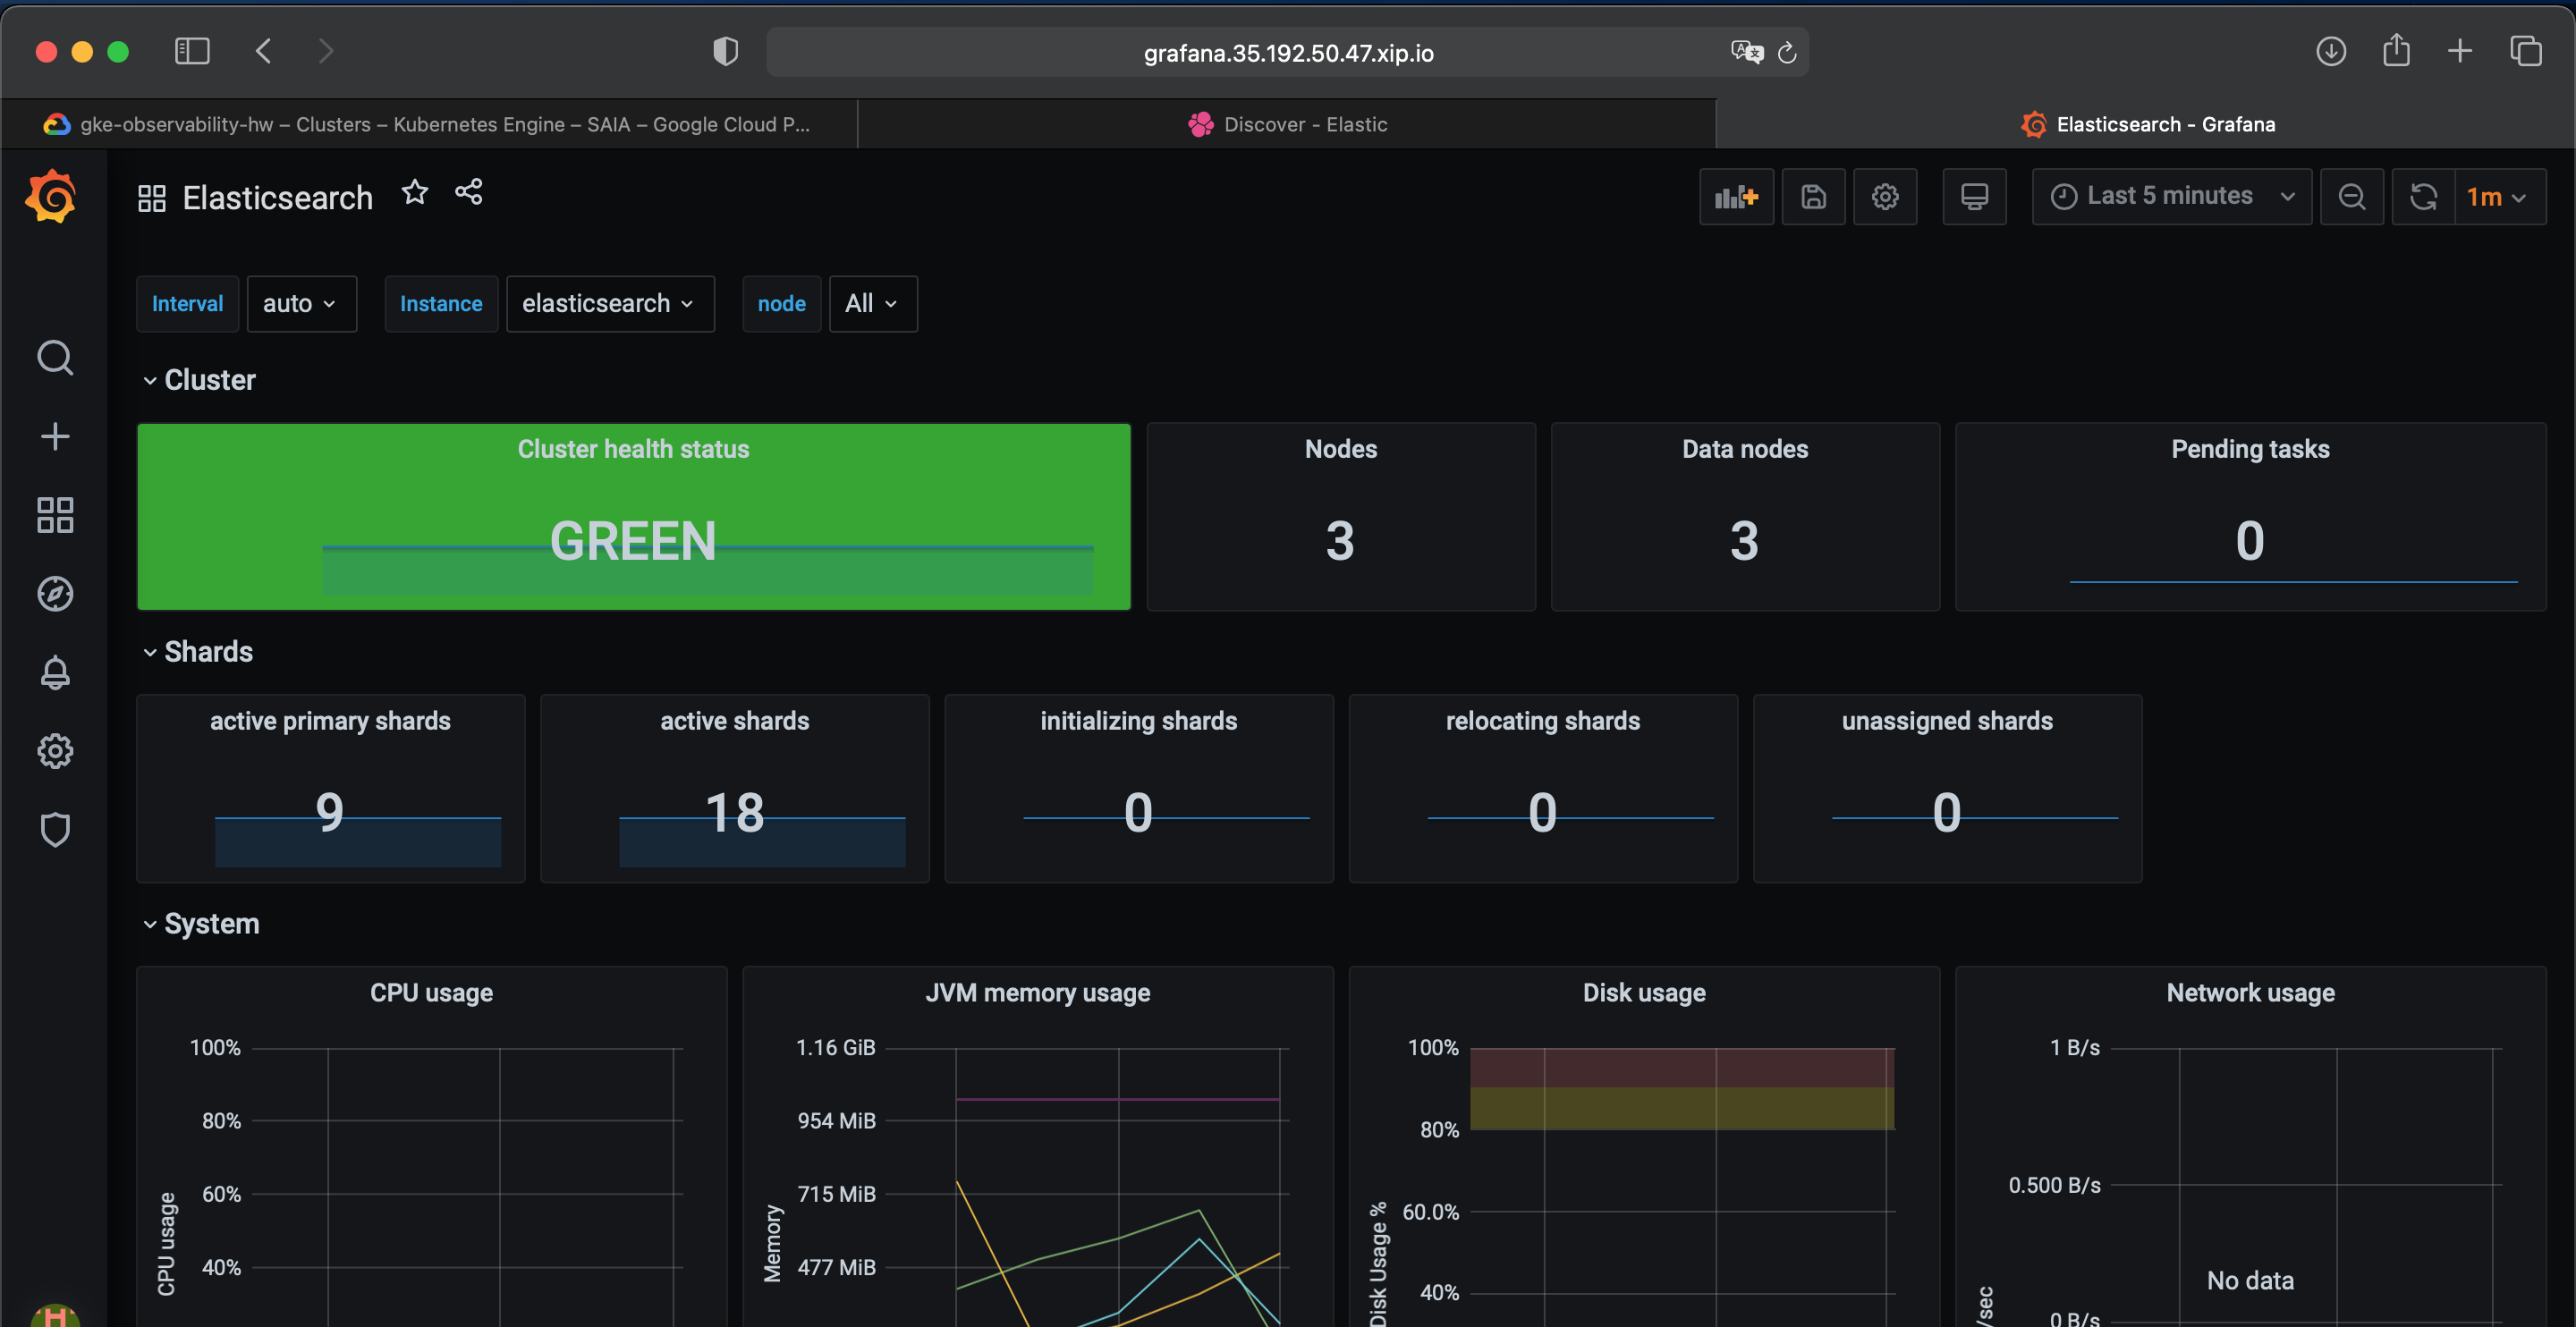 grafana.35.192.50.47.xip.io
gke-observability-hw – Clusters – Kubernetes Engine – SAIA – Google Cloud P...
Discover - Elastic
Elasticsearch - Grafana
Elasticsearch
Last 5 minutes
1m
Interval
auto
Instance
elasticsearch
node
All
Cluster
Cluster health status
GREEN
Nodes
3
Data nodes
3
Pending tasks
0
Shards
active primary shards
9
active shards
18
initializing shards
0
relocating shards
0
unassigned shards
0
System
CPU usage
100%
80%
60%
40%
CPU usage
JVM memory usage
1.16 GiB
954 MiB
715 MiB
477 MiB
Memory
Disk usage
100%
80%
60.0%
40%
Disk Usage %
Network usage
1 B/s
0.500 B/s
0 B/s
/sec
No data
H